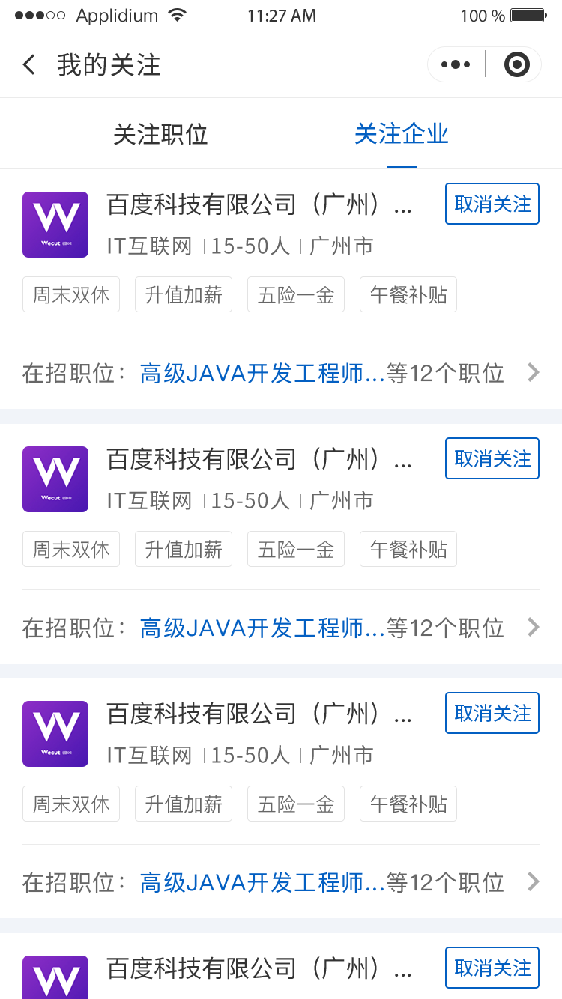 Applidium 11:27 AM 100 %
我的关注
关注职位 关注企业
百度科技有限公司（广州）... 取消关注
W
Wecut
IT互联网 15-50人 广州市
周末双休 升值加薪 五险一金 午餐补贴
在招职位： 高级JAVA开发工程师...等12个职位
百度科技有限公司（广州）... 取消关注
W
Wecut
IT互联网 15-50人 广州市
周末双休 升值加薪 五险一金 午餐补贴
在招职位： 高级JAVA开发工程师...等12个职位
百度科技有限公司（广州）... 取消关注
W
Wecut
IT互联网 15-50人 广州市
周末双休 升值加薪 五险一金 午餐补贴
在招职位： 高级JAVA开发工程师...等12个职位
百度科技有限公司（广州）... 取消关注
W